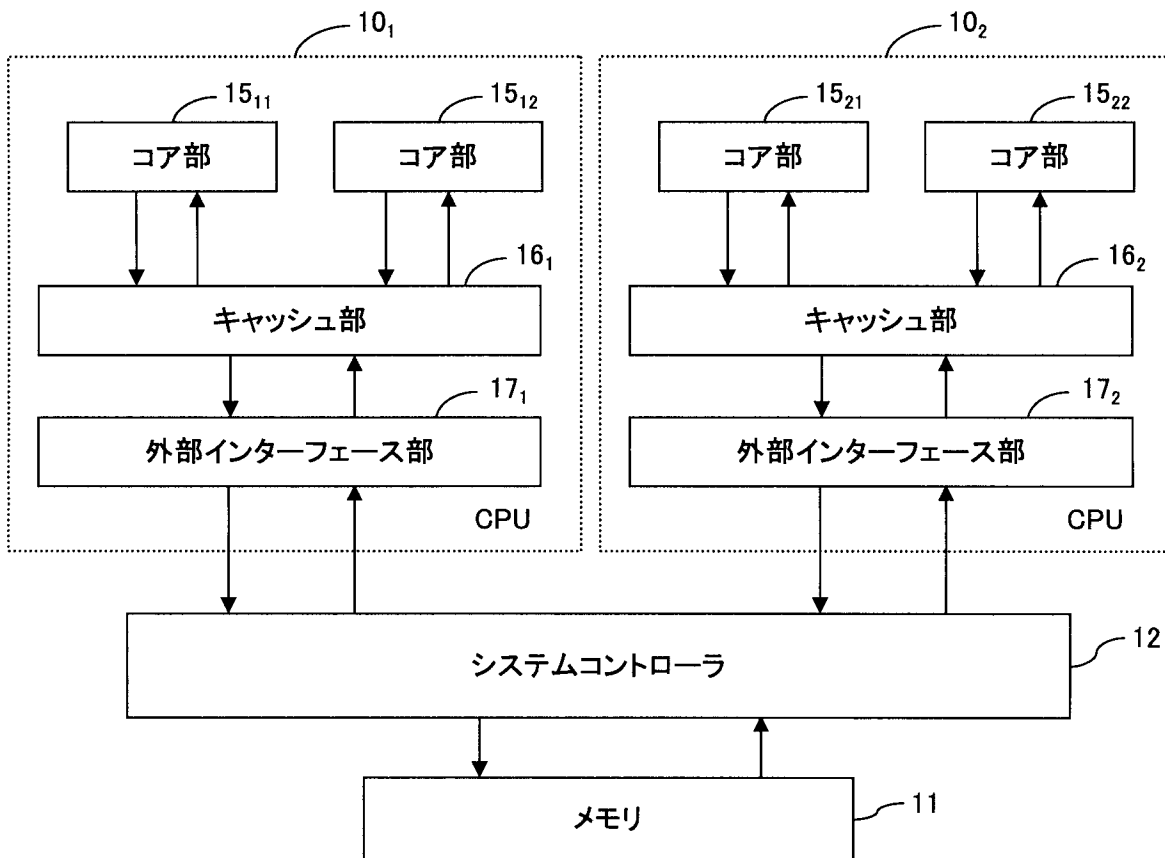 10₁ 10₂
15₁₁ 15₁₂ 15₂₁ 15₂₂
コア部 コア部 コア部 コア部
16₁ 16₂
キャッシュ部 キャッシュ部
17₁ 17₂
外部インターフェース部 外部インターフェース部
CPU CPU
システムコントローラ 12
メモリ 11